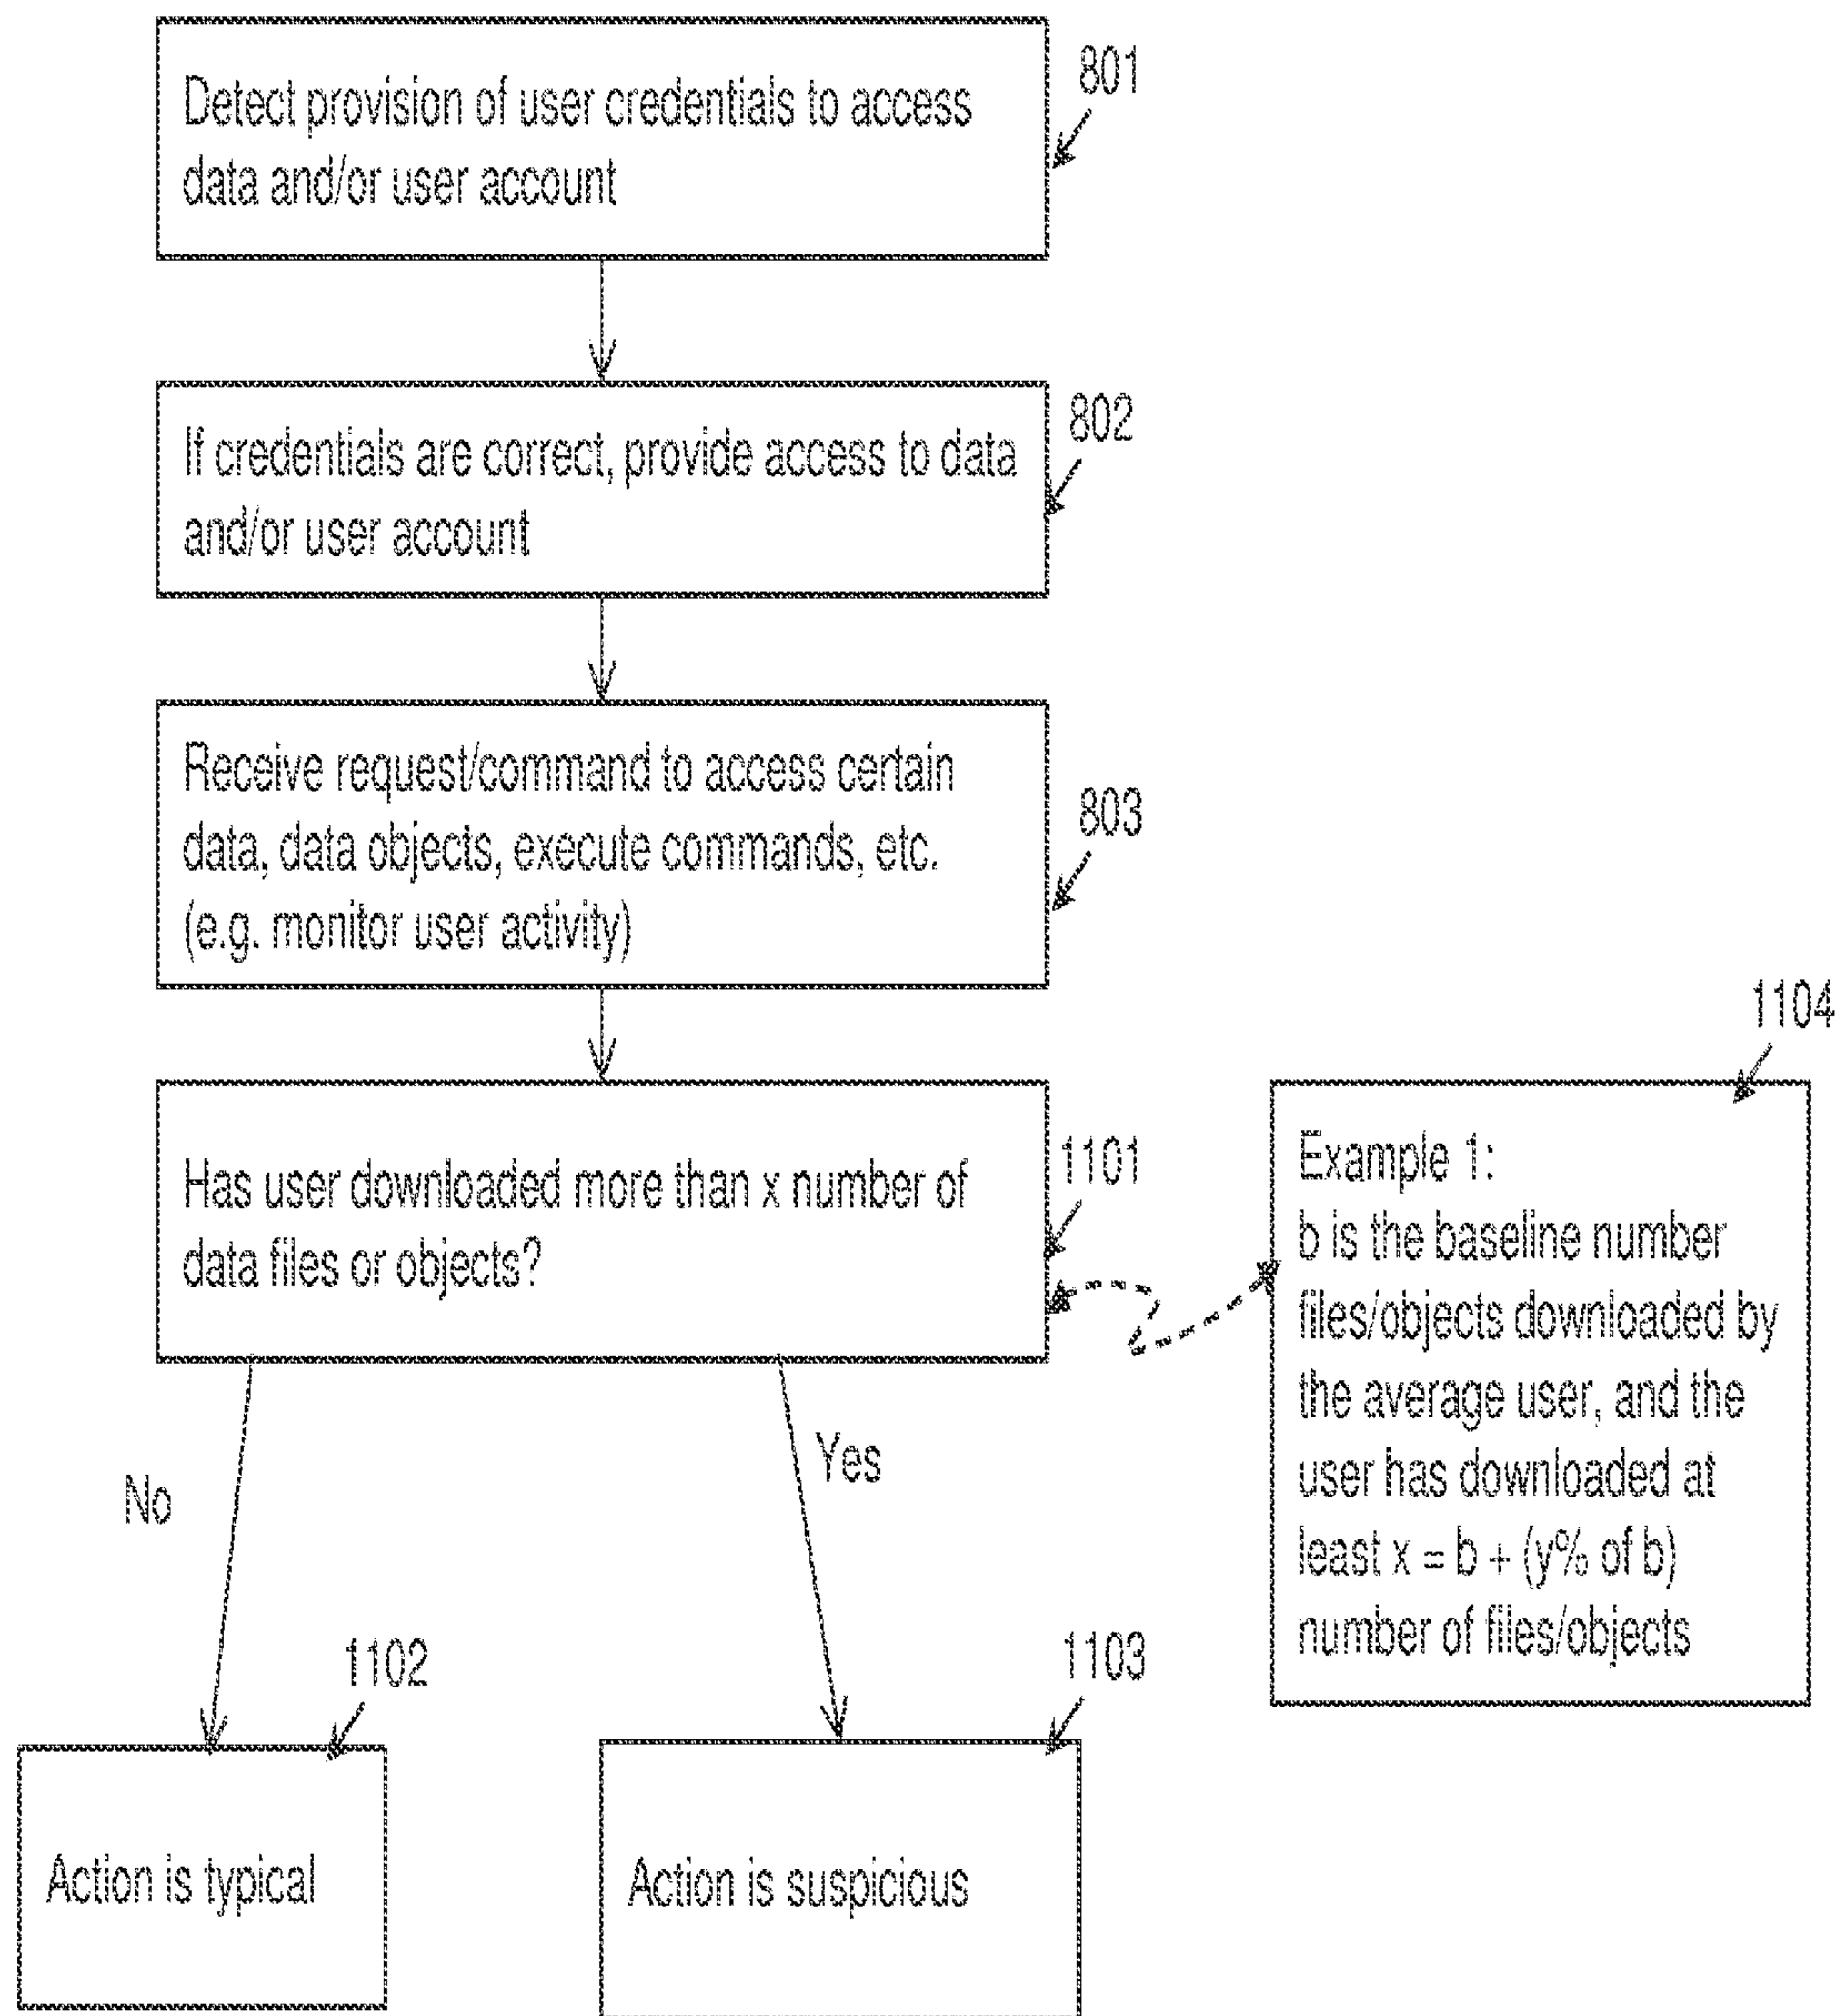 Detect provision of user credentials to access
data and/or user account
801
If credentials are correct, provide access to data
and/or user account
802
Receive request/command to access certain
data, data objects, execute commands, etc.
(e.g. monitor user activity)
803
Has user downloaded more than x number of
data files or objects?
1101
1104
Example 1:
b is the baseline number
files/objects downloaded by
the average user, and the
user has downloaded at
least x = b + (y% of b)
number of files/objects
No
Yes
1102
Action is typical
1103
Action is suspicious